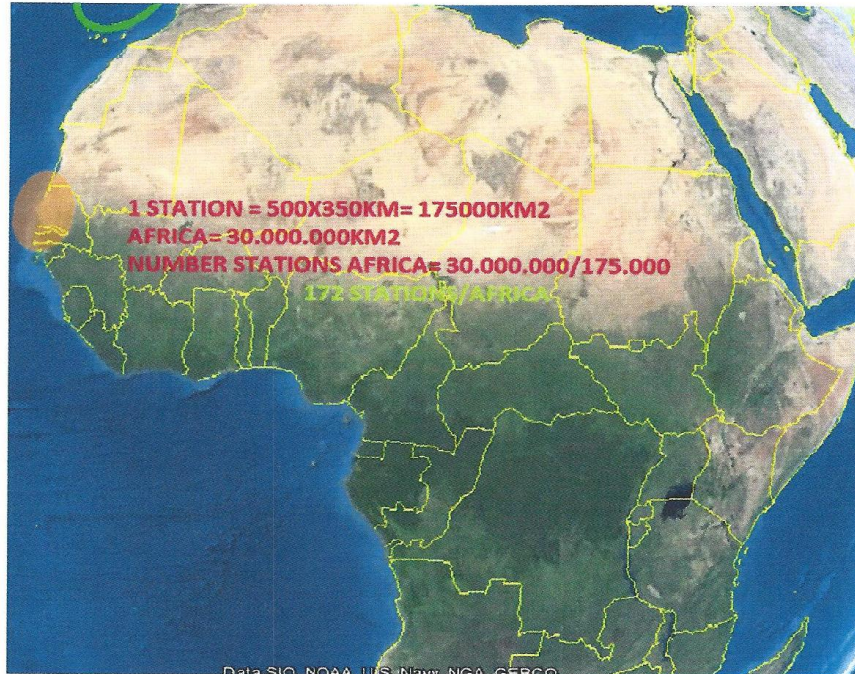 1 STATION = 500X350KM= 175000KM2
AFRICA= 30.000.000KM2
NUMBER STATIONS AFRICA= 30.000.000/175.000
172 STATIONS/AFRICA
Data SIO, NOAA, U.S. Navy, NGA, GEBCO